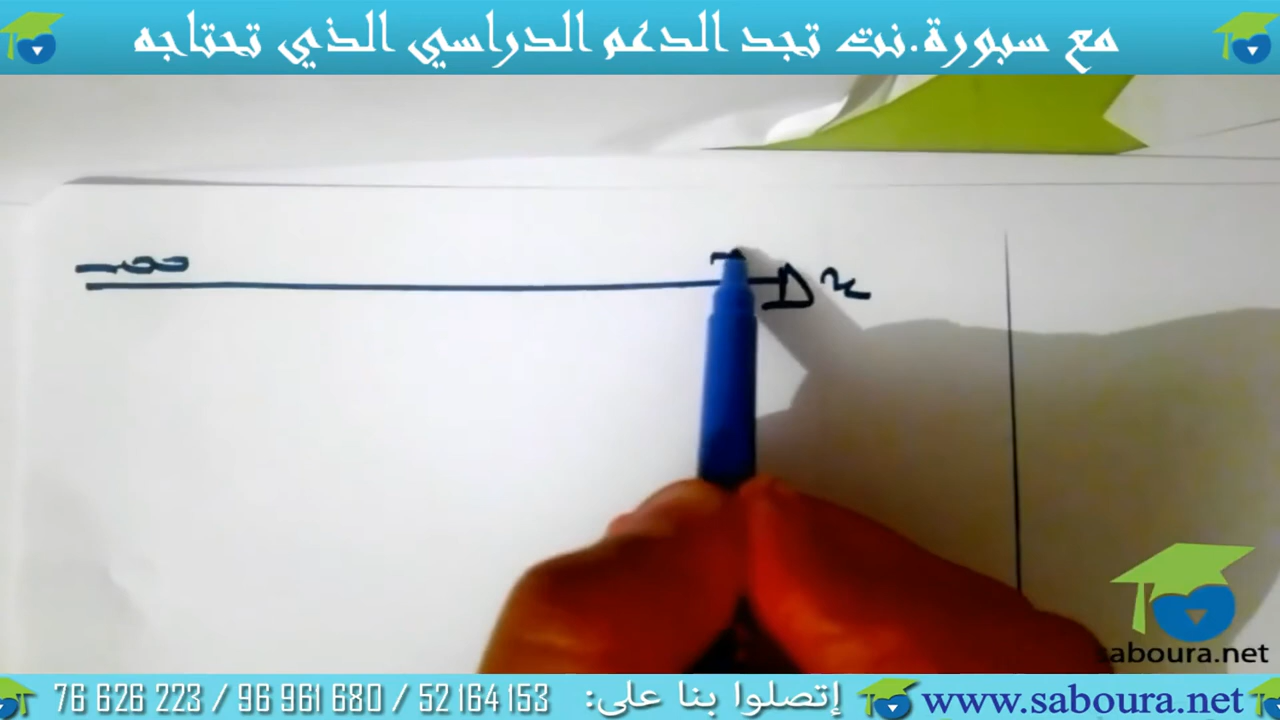 مع سبورة.نت تجد الدعم الدراسي الذي تحتاجه
-∞
x
saboura.net
76 626 223 / 96 961 680 / 52 164 153 إتصلوا بنا على: www.saboura.net